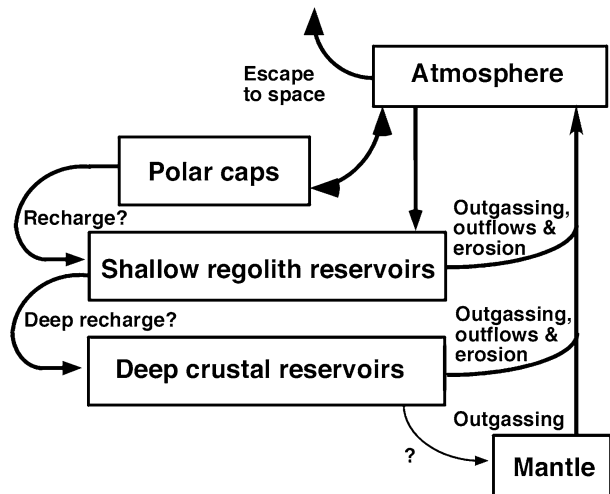 Escape
to space
Atmosphere
Polar caps
Recharge?
Outgassing,
outflows &
erosion
Shallow regolith reservoirs
Deep recharge?
Outgassing,
outflows &
erosion
Deep crustal reservoirs
Outgassing
?
Mantle